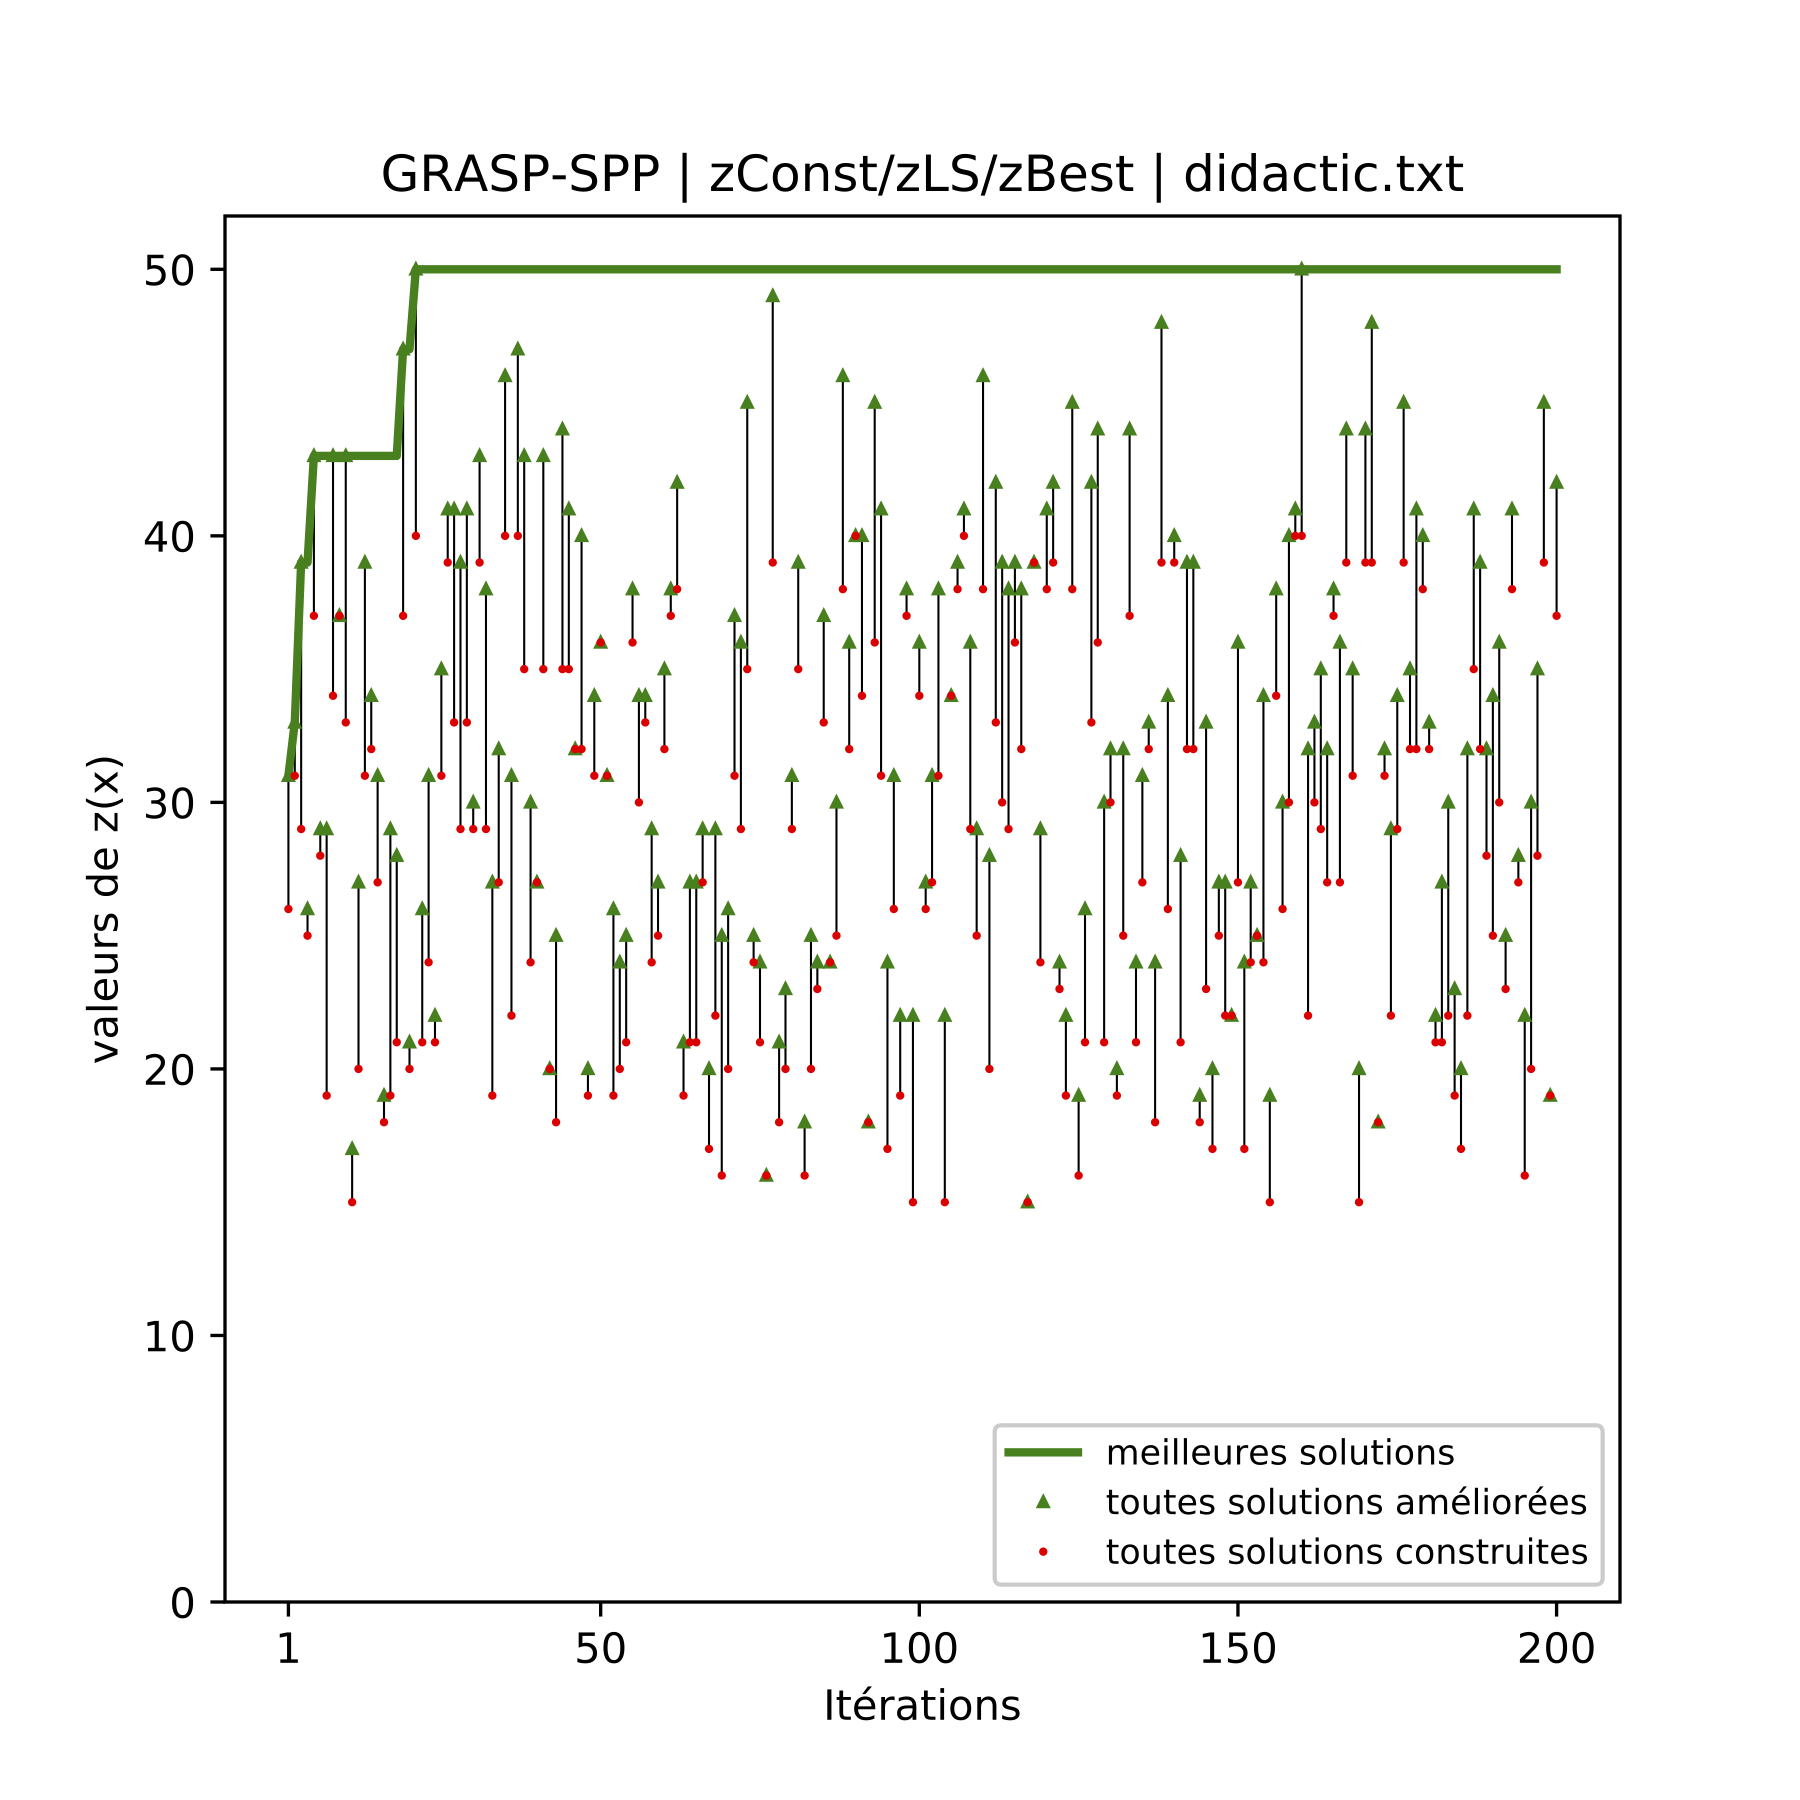 GRASP-SPP | zConst/zLS/zBest | didactic.txt
50
40
30
20
10
0
valeurs de z(x)
meilleures solutions
toutes solutions améliorées
toutes solutions construites
1 50 100 150 200
Itérations